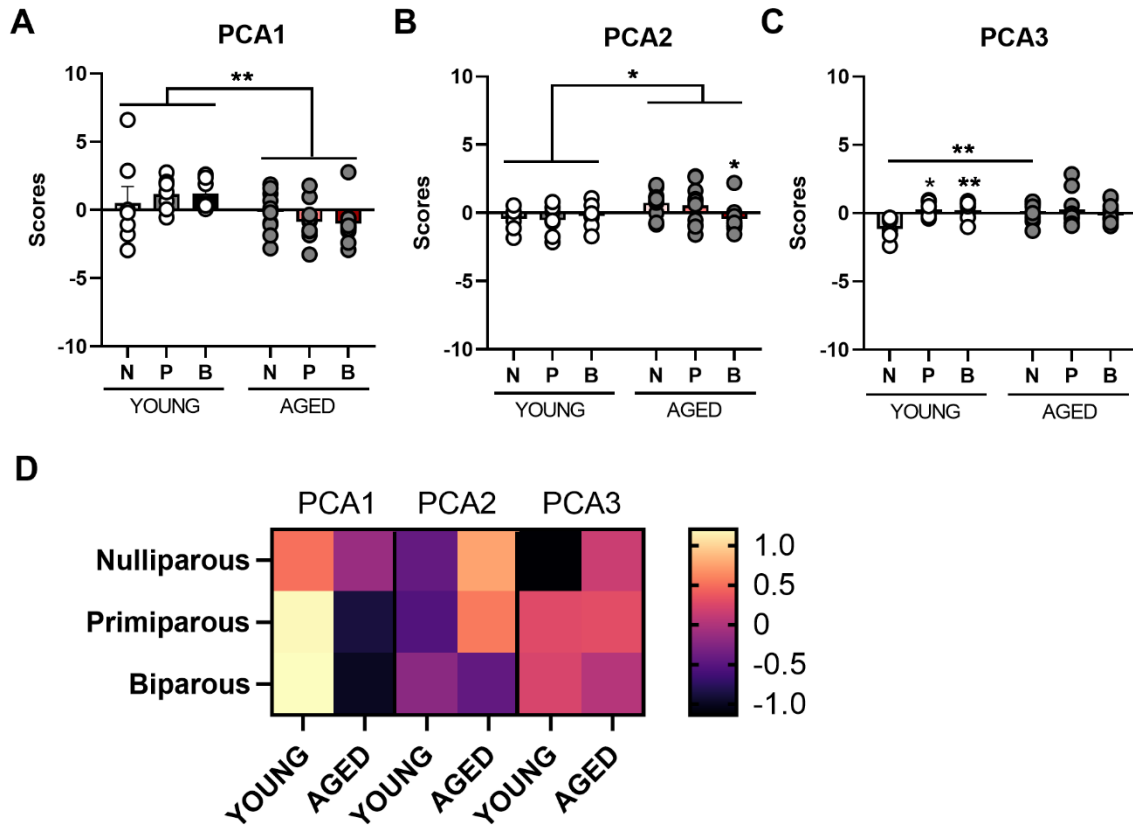 A
PCA1
**
10
5
0
-5
-10
Scores
N P B N P B
YOUNG AGED
B
PCA2
*
*
10
5
0
-5
-10
Scores
N P B N P B
YOUNG AGED
C
PCA3
**
* **
10
5
0
-5
-10
Scores
N P B N P B
YOUNG AGED
D
PCA1 PCA2 PCA3
Nulliparous
Primiparous
Biparous
YOUNG AGED YOUNG AGED YOUNG AGED
1.0
0.5
0
-0.5
-1.0